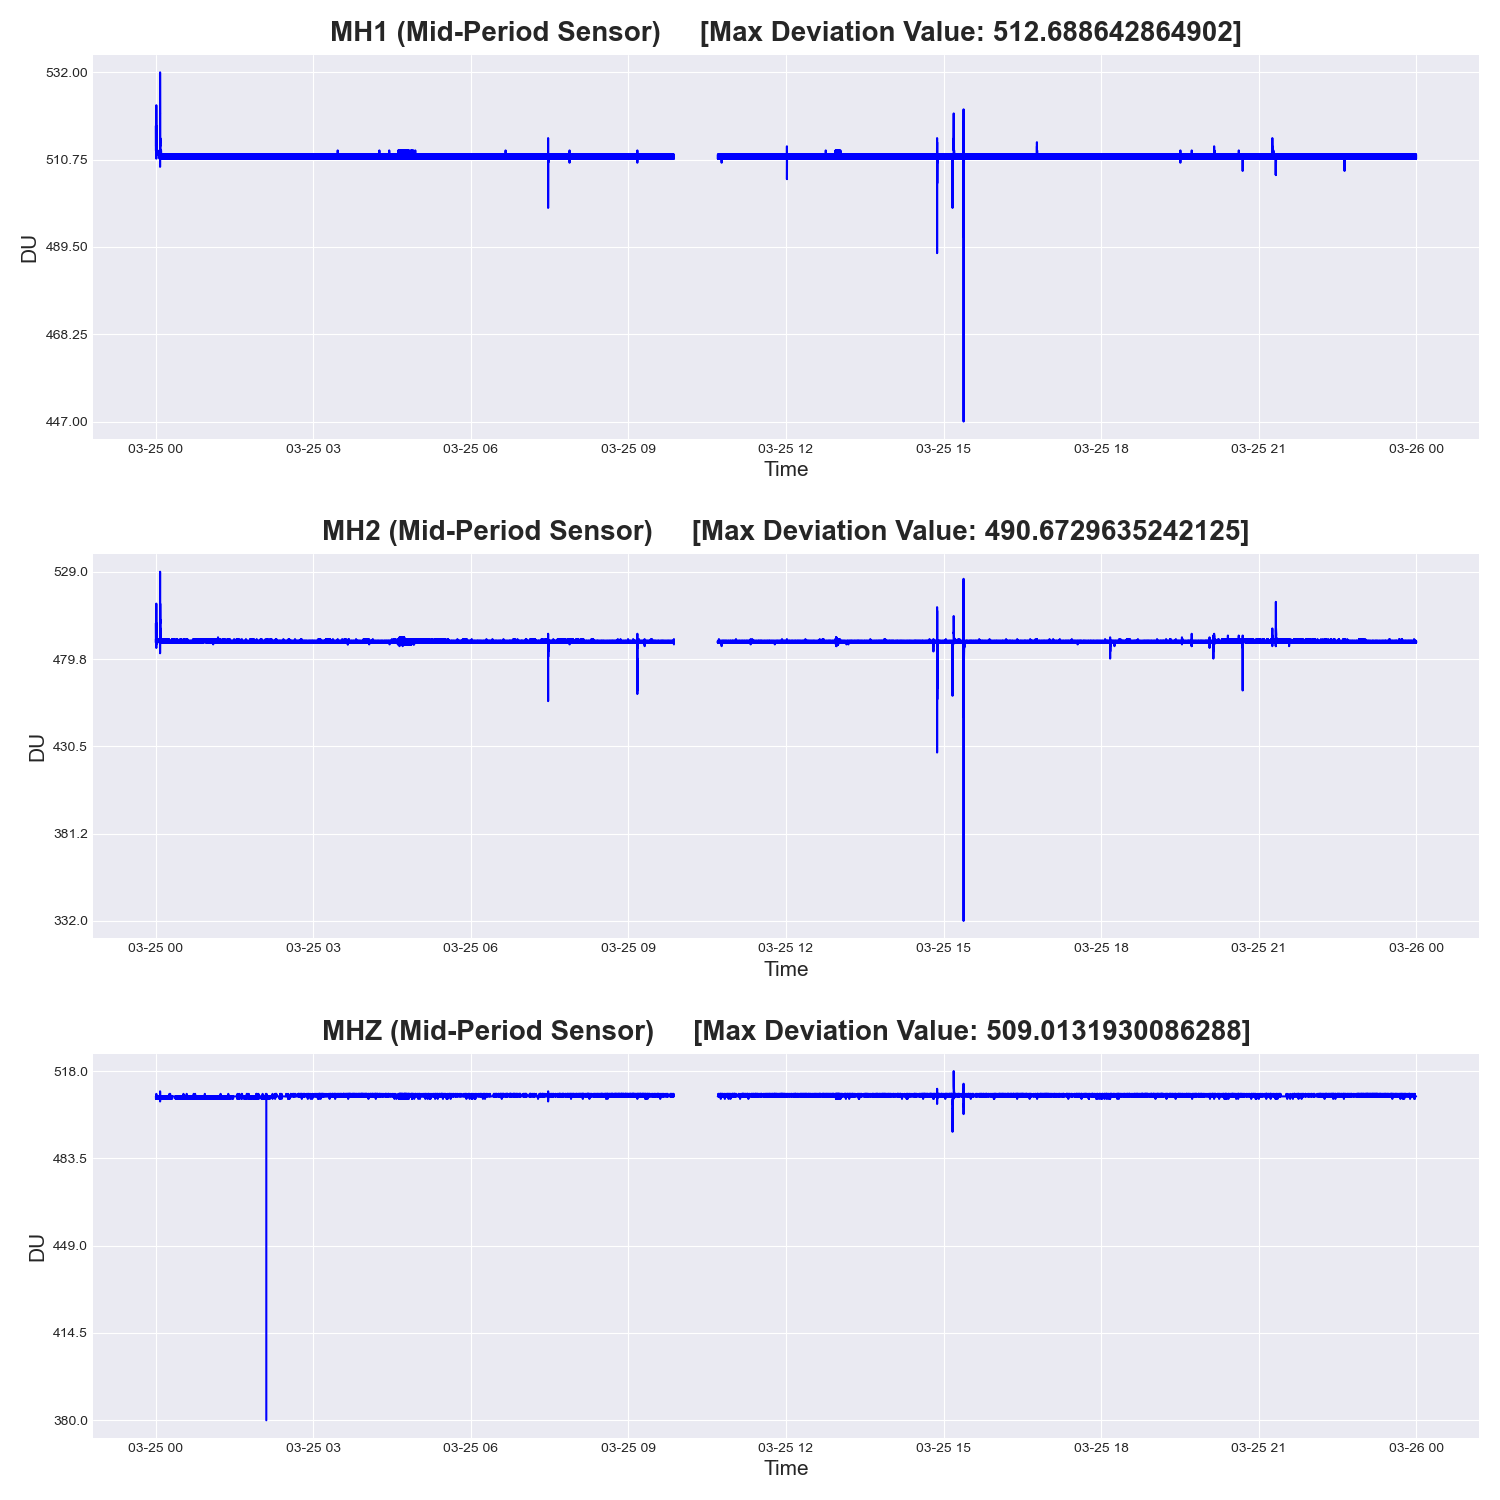 MH1 (Mid-Period Sensor) [Max Deviation Value: 512.688642864902]
532.00
510.75
489.50
468.25
447.00
DU
03-25 00 03-25 03 03-25 06 03-25 09 03-25 12 03-25 15 03-25 18 03-25 21 03-26 00
Time
MH2 (Mid-Period Sensor) [Max Deviation Value: 490.6729635242125]
529.0
479.8
430.5
381.2
332.0
DU
03-25 00 03-25 03 03-25 06 03-25 09 03-25 12 03-25 15 03-25 18 03-25 21 03-26 00
Time
MHZ (Mid-Period Sensor) [Max Deviation Value: 509.0131930086288]
518.0
483.5
449.0
414.5
380.0
DU
03-25 00 03-25 03 03-25 06 03-25 09 03-25 12 03-25 15 03-25 18 03-25 21 03-26 00
Time